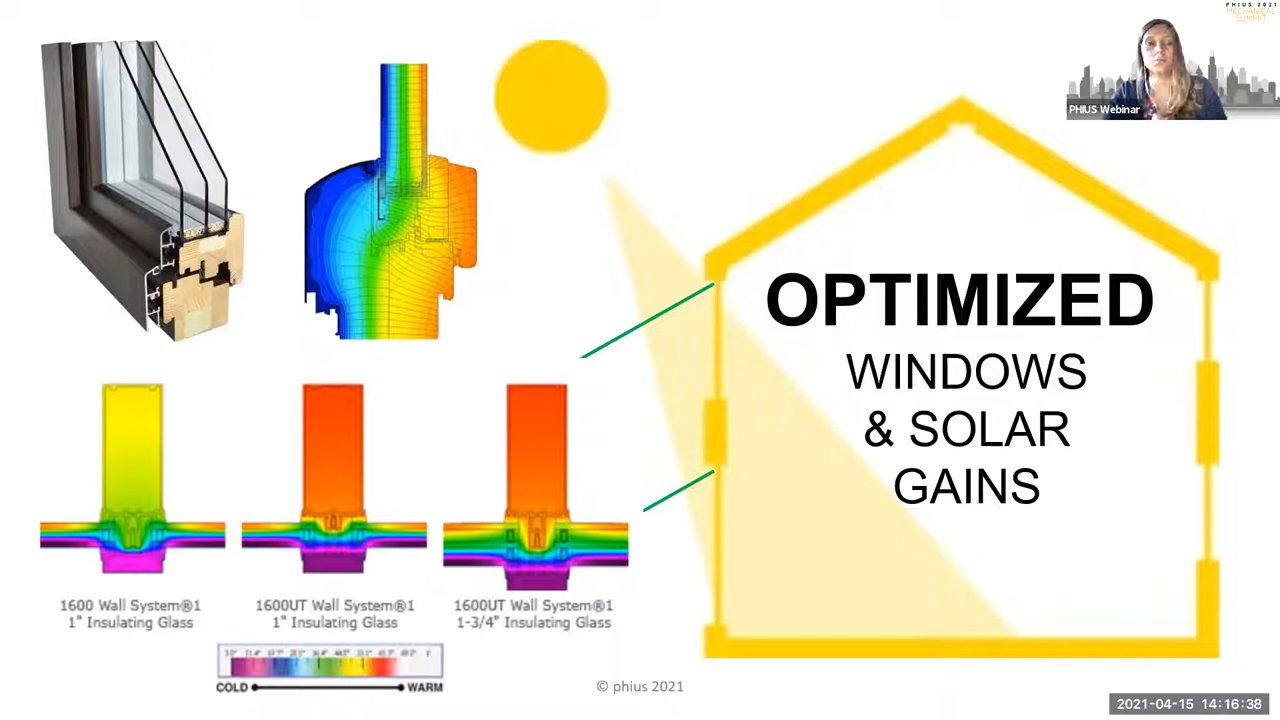 PHIUS 2021
MECHANICAL
SUMMIT
PHIUS Webinar
OPTIMIZED
WINDOWS
& SOLAR
GAINS
1600 Wall System®1
1" Insulating Glass
1600UT Wall System®1
1" Insulating Glass
1600UT Wall System®1
1-3/4" Insulating Glass
COLD WARM
© phius 2021
2021-04-15 14:16:38